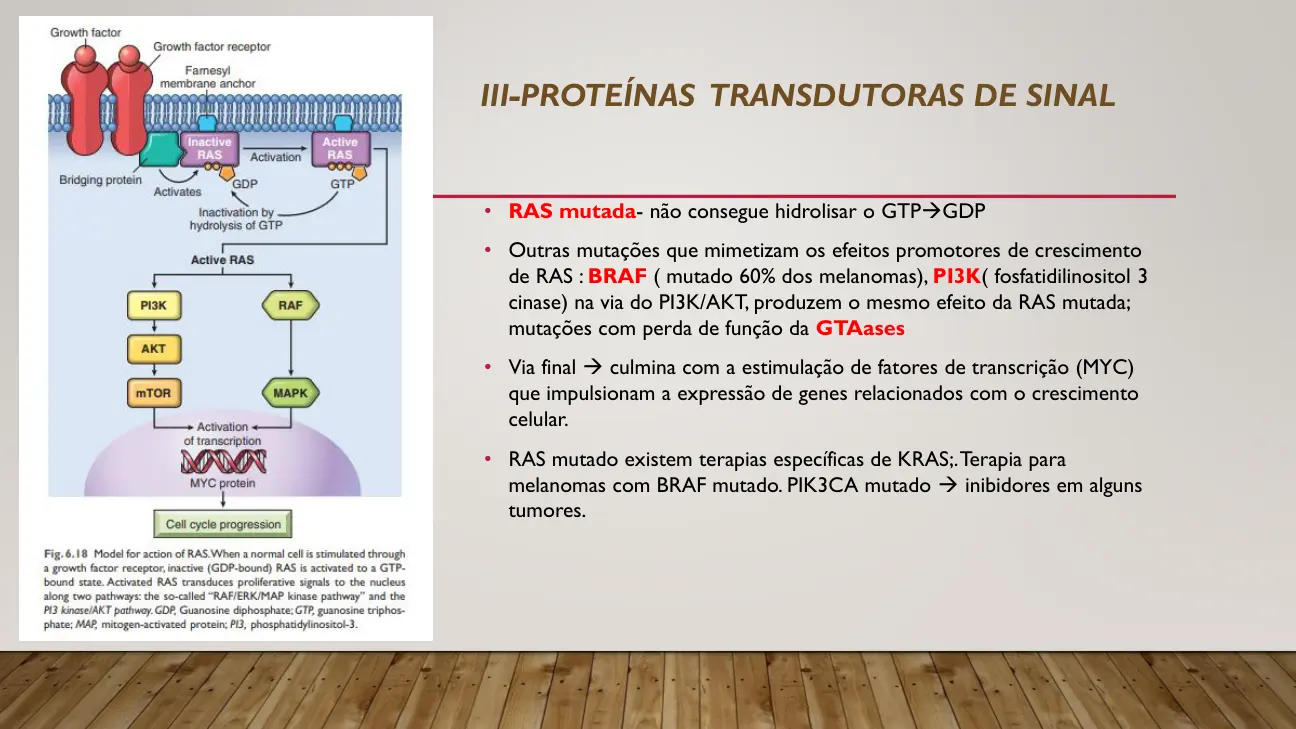 Growth factor
Growth factor receptor
Farnesyl
membrane anchor
Inactive
RAS
Activation
Active
RAS
Bridging protein
Activates
GDP
GTP
Inactivation by
hydrolysis of GTP
Active RAS
PI3K
RAF
AKT
mTOR
MAPK
Activation
of transcription
MYC protein
Cell cycle progression
Fig. 6.18 Model for action of RAS. When a normal cell is stimulated through
a growth factor receptor, inactive (GDP-bound) RAS is activated to a GTP-
bound state. Activated RAS transduces proliferative signals to the nucleus
along two pathways: the so-called “RAF/ERK/MAP kinase pathway” and the
PI3 kinase/AKT pathway. GDP, Guanosine diphosphate; GTP, guanosine triphos-
phate; MAP, mitogen-activated protein; PI3, phosphatidylinositol-3.
III-PROTEÍNAS TRANSDUTORAS DE SINAL
• RAS mutada- não consegue hidrolisar o GTP→GDP
• Outras mutações que mimetizam os efeitos promotores de crescimento
de RAS : BRAF ( mutado 60% dos melanomas), PI3K( fosfatidilinositol 3
cinase) na via do PI3K/AKT, produzem o mesmo efeito da RAS mutada;
mutações com perda de função da GTAases
• Via final → culmina com a estimulação de fatores de transcrição (MYC)
que impulsionam a expressão de genes relacionados com o crescimento
celular.
• RAS mutado existem terapias específicas de KRAS;. Terapia para
melanomas com BRAF mutado. PIK3CA mutado → inibidores em alguns
tumores.